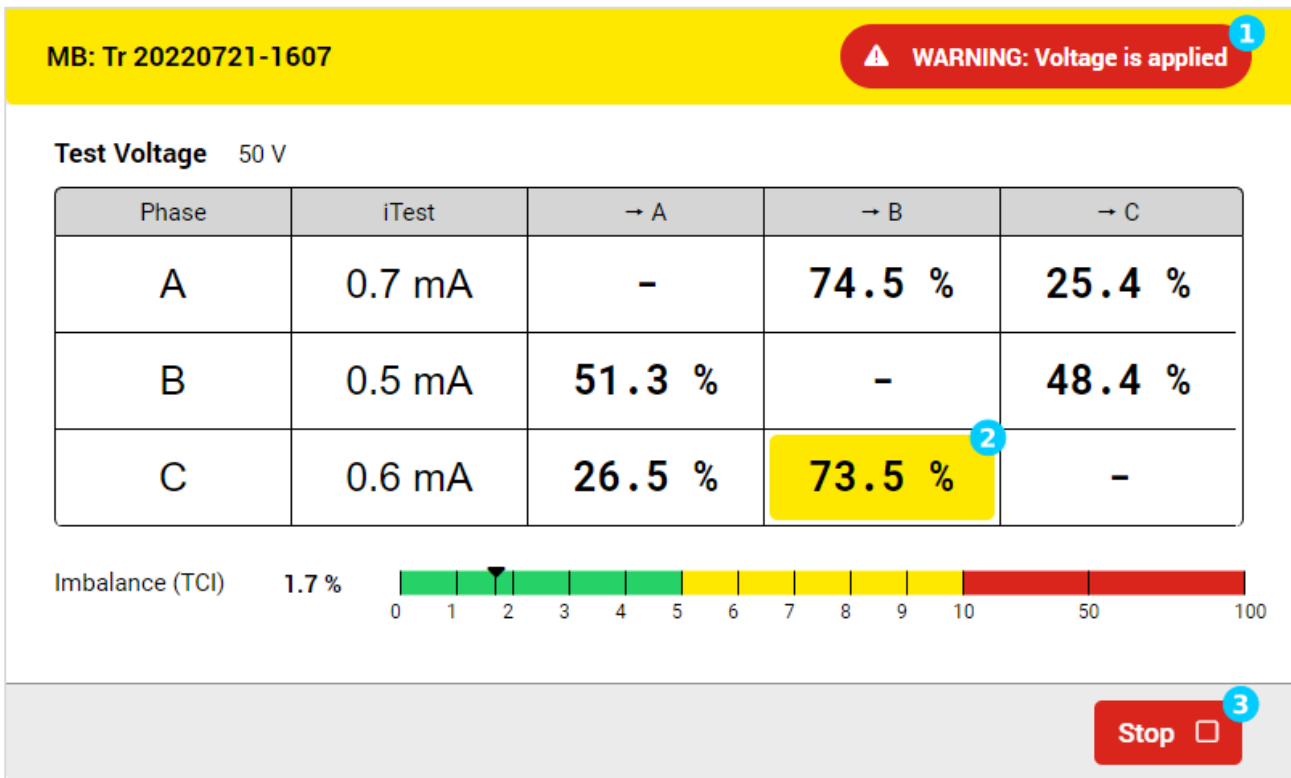 MB: Tr 20220721-1607
WARNING: Voltage is applied
1
Test Voltage 50 V
Phase iTest → A → B → C
A 0.7 mA – 74.5 % 25.4 %
B 0.5 mA 51.3 % – 48.4 %
2
C 0.6 mA 26.5 % 73.5 % –
Imbalance (TCI) 1.7 %
0 1 2 3 4 5 6 7 8 9 10 50 100
3
Stop